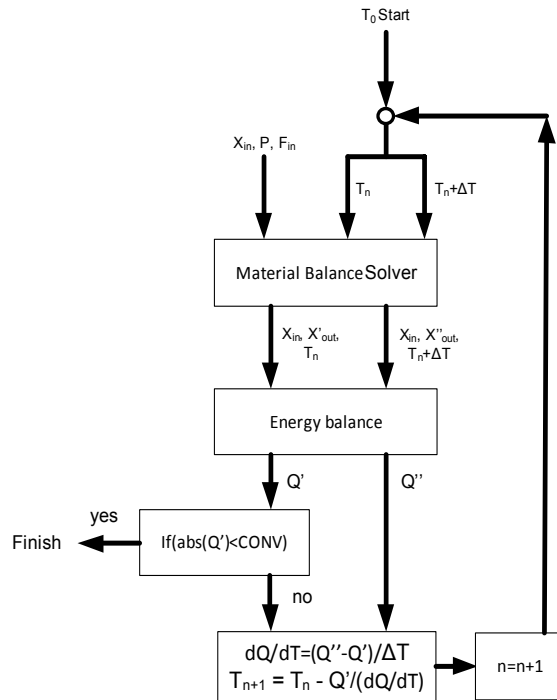 T₀ Start
Xᵢₙ, P, Fᵢₙ
Tₙ
Tₙ+ΔT
Material Balance Solver
Xᵢₙ, X'ₒᵤₜ,
Tₙ
Xᵢₙ, X''ₒᵤₜ,
Tₙ+ΔT
Energy balance
Q'
Q''
yes
Finish
If(abs(Q')<CONV)
no
dQ/dT=(Q''-Q')/ΔT
Tₙ₊₁ = Tₙ - Q'/(dQ/dT)
n=n+1